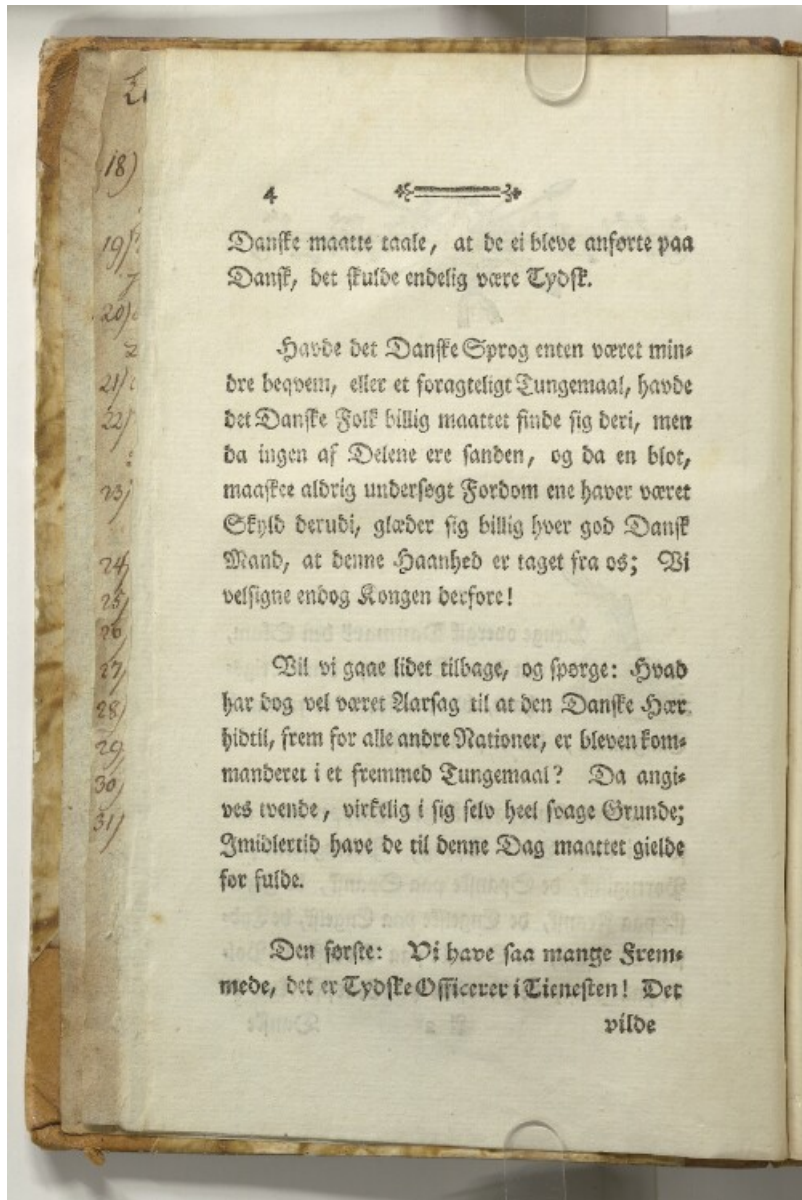 18)
19)
20)
21)
22)
23)
24)
25)
26)
27)
28)
29)
30)
31)
4
Danske maatte taale, at de ei bleve anførte paa
Dansk, det skulde endelig være Tydsk.
Havde det Danske Sprog enten været min-
dre beqvem, eller et foragteligt Tungemaal, havde
det Danske Folk billig maattet finde sig deri, men
da ingen af Delene ere sanden, og da en blot,
maaskee aldrig undersøgt Fordom ene haver været
Skyld derudi, glæder sig billig hver god Dansk
Mand, at denne Haanhed er taget fra os; Vi
velsigne endog Kongen derfore!
Vil vi gaae lidet tilbage, og spørge: Hvad
har dog vel været Aarsag til at den Danske Hær
hidtil, frem for alle andre Nationer, er bleven kom-
manderet i et fremmed Tungemaal? Da angi-
ves tvende, virkelig i sig selv heel svage Grunde;
Imidlertid have de til denne Dag maattet gielde
for fulde.
Den første: Vi have saa mange Frem-
mede, det er Tydske Officerer i Tienesten! Det
vilde